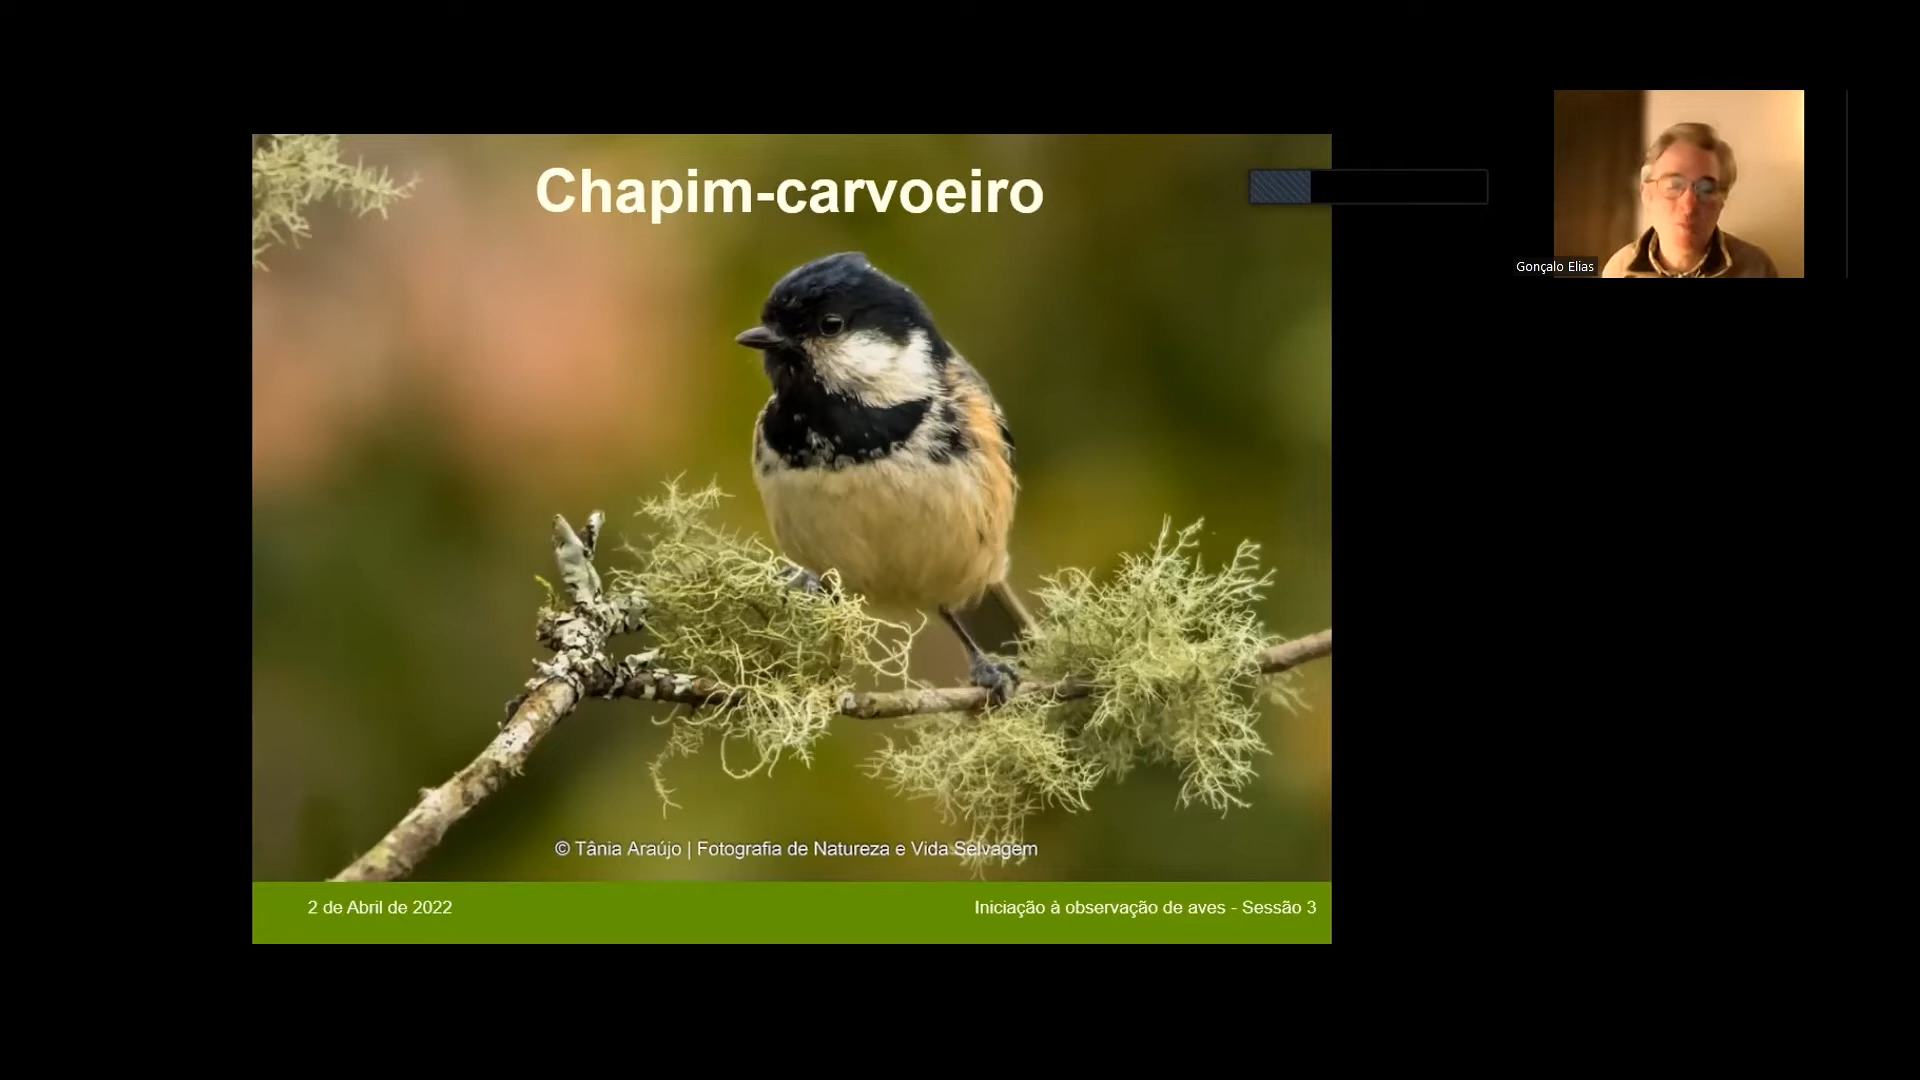 Chapim-carvoeiro
Gonçalo Elias
© Tânia Araújo | Fotografia de Natureza e Vida Selvagem
2 de Abril de 2022
Iniciação à observação de aves - Sessão 3